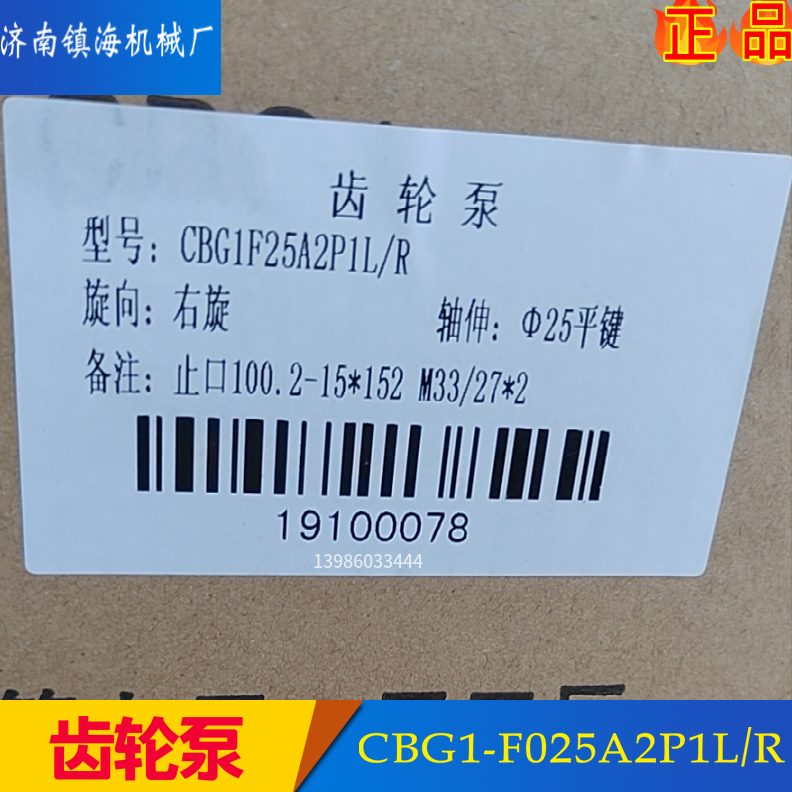 济南镇海机械厂
正品
齿轮泵
型号: CBG1F25A2P1L/R
旋向: 右旋 轴伸: Φ25平键
备注: 止口100.2-15*152 M33/27*2
19100078
13986033444
齿轮泵
CBG1-F025A2P1L/R